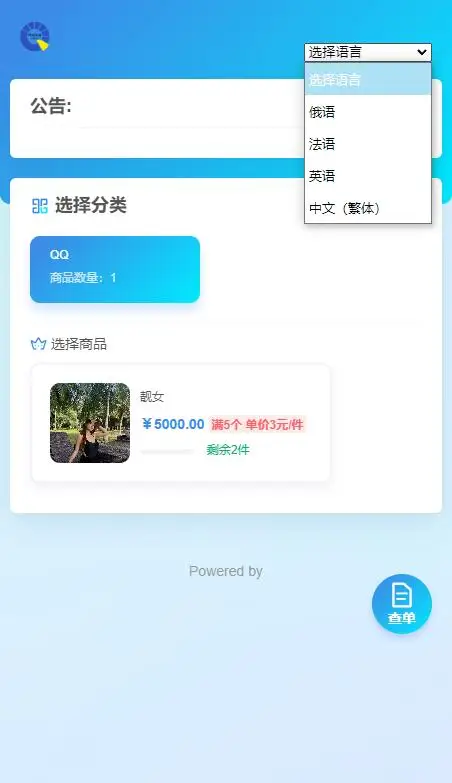 选择语言
选择语言
俄语
法语
英语
中文（繁体）
公告:
选择分类
QQ
商品数量：1
选择商品
靓女
￥5000.00 满5个 单价3元/件
剩余2件
Powered by
查单